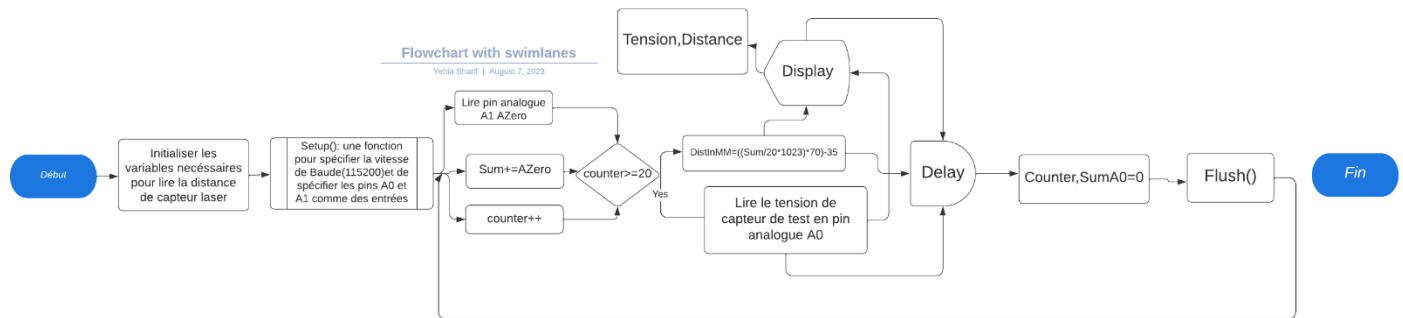 Flowchart with swimlanes
Yehia Sharif | August 7, 2023
Début
Initialiser les
variables necéssaires
pour lire la distance
de capteur laser
Setup(): une fonction
pour spécifier la vitesse
de Baude(115200)et de
spécifier les pins A0 et
A1 comme des entrées
Lire pin analogue
A1 AZero
Sum+=AZero
counter++
counter>=20
Yes
DistInMM=((Sum/20*1023)*70)-35
Lire le tension de
capteur de test en pin
analogue A0
Tension,Distance
Display
Delay
Counter,SumA0=0
Flush()
Fin